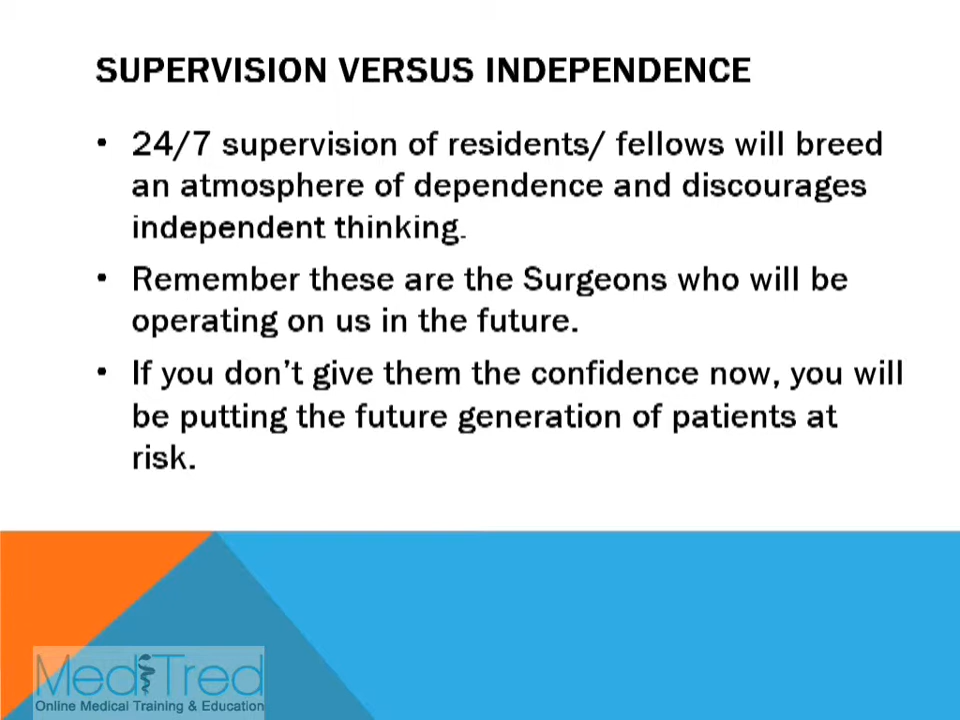 SUPERVISION VERSUS INDEPENDENCE
• 24/7 supervision of residents/ fellows will breed
an atmosphere of dependence and discourages
independent thinking.
• Remember these are the Surgeons who will be
operating on us in the future.
• If you don't give them the confidence now, you will
be putting the future generation of patients at
risk.
MediTred
Online Medical Training & Education